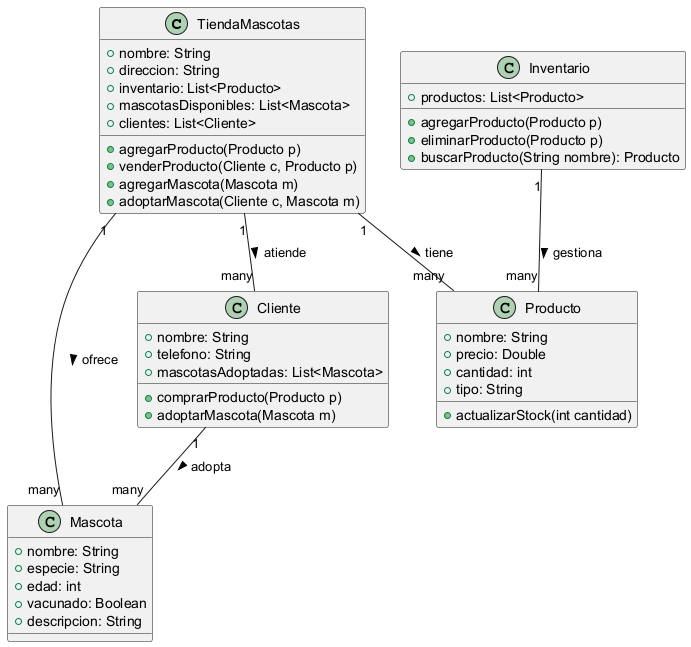 C TiendaMascotas
nombre: String
direccion: String
inventario: List<Producto>
mascotasDisponibles: List<Mascota>
clientes: List<Cliente>
agregarProducto(Producto p)
venderProducto(Cliente c, Producto p)
agregarMascota(Mascota m)
adoptarMascota(Cliente c, Mascota m)
C Inventario
productos: List<Producto>
agregarProducto(Producto p)
eliminarProducto(Producto p)
buscarProducto(String nombre): Producto
1
ofrece
many
1
atiende
many
1
tiene
many
1
gestiona
many
C Cliente
nombre: String
telefono: String
mascotasAdoptadas: List<Mascota>
comprarProducto(Producto p)
adoptarMascota(Mascota m)
C Producto
nombre: String
precio: Double
cantidad: int
tipo: String
actualizarStock(int cantidad)
1
adopta
many
C Mascota
nombre: String
especie: String
edad: int
vacunado: Boolean
descripcion: String